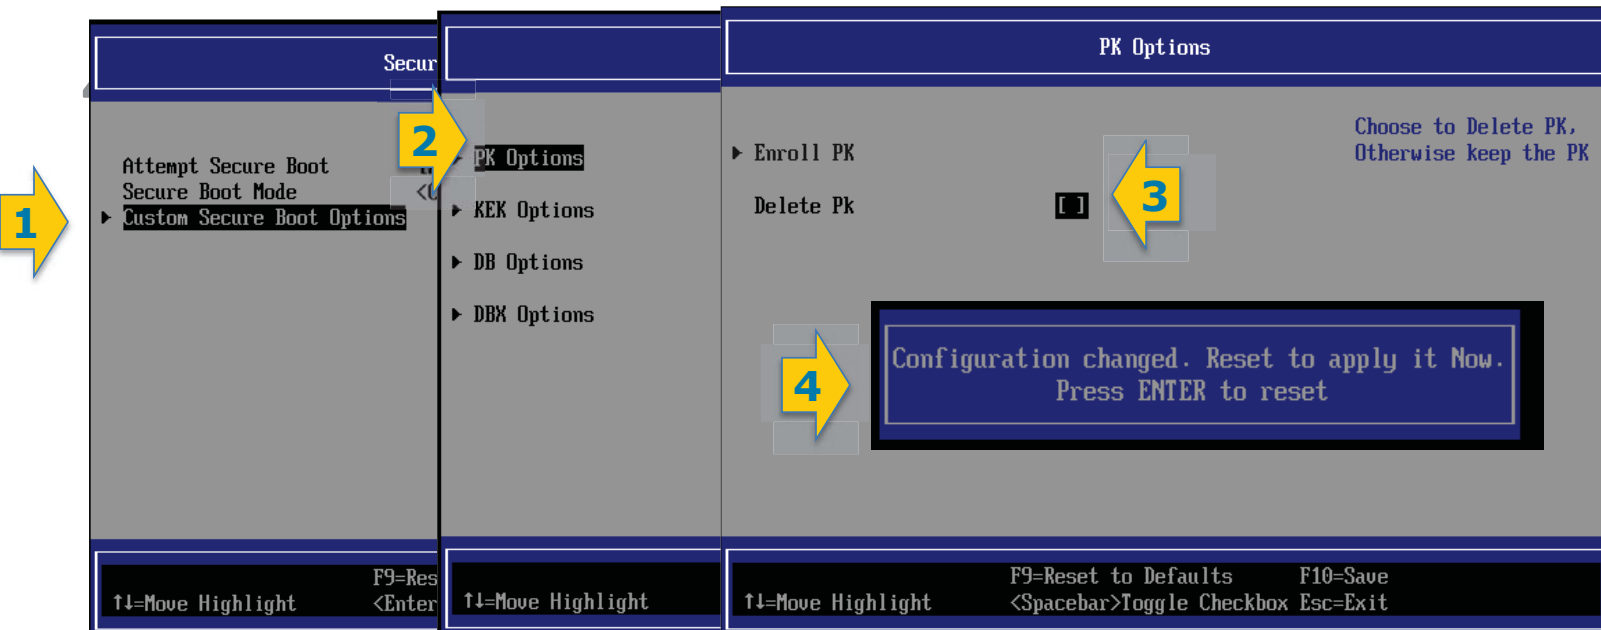 1
Secur
Attempt Secure Boot
Secure Boot Mode
Custom Secure Boot Options
F9=Res
↑↓=Move Highlight <Enter
2
PK Options
KEK Options
DB Options
DBX Options
↑↓=Move Highlight
PK Options
Enroll PK
Delete Pk [ ]
3
Choose to Delete PK,
Otherwise keep the PK
4
Configuration changed. Reset to apply it Now.
Press ENTER to reset
F9=Reset to Defaults F10=Save
↑↓=Move Highlight <Spacebar>Toggle Checkbox Esc=Exit